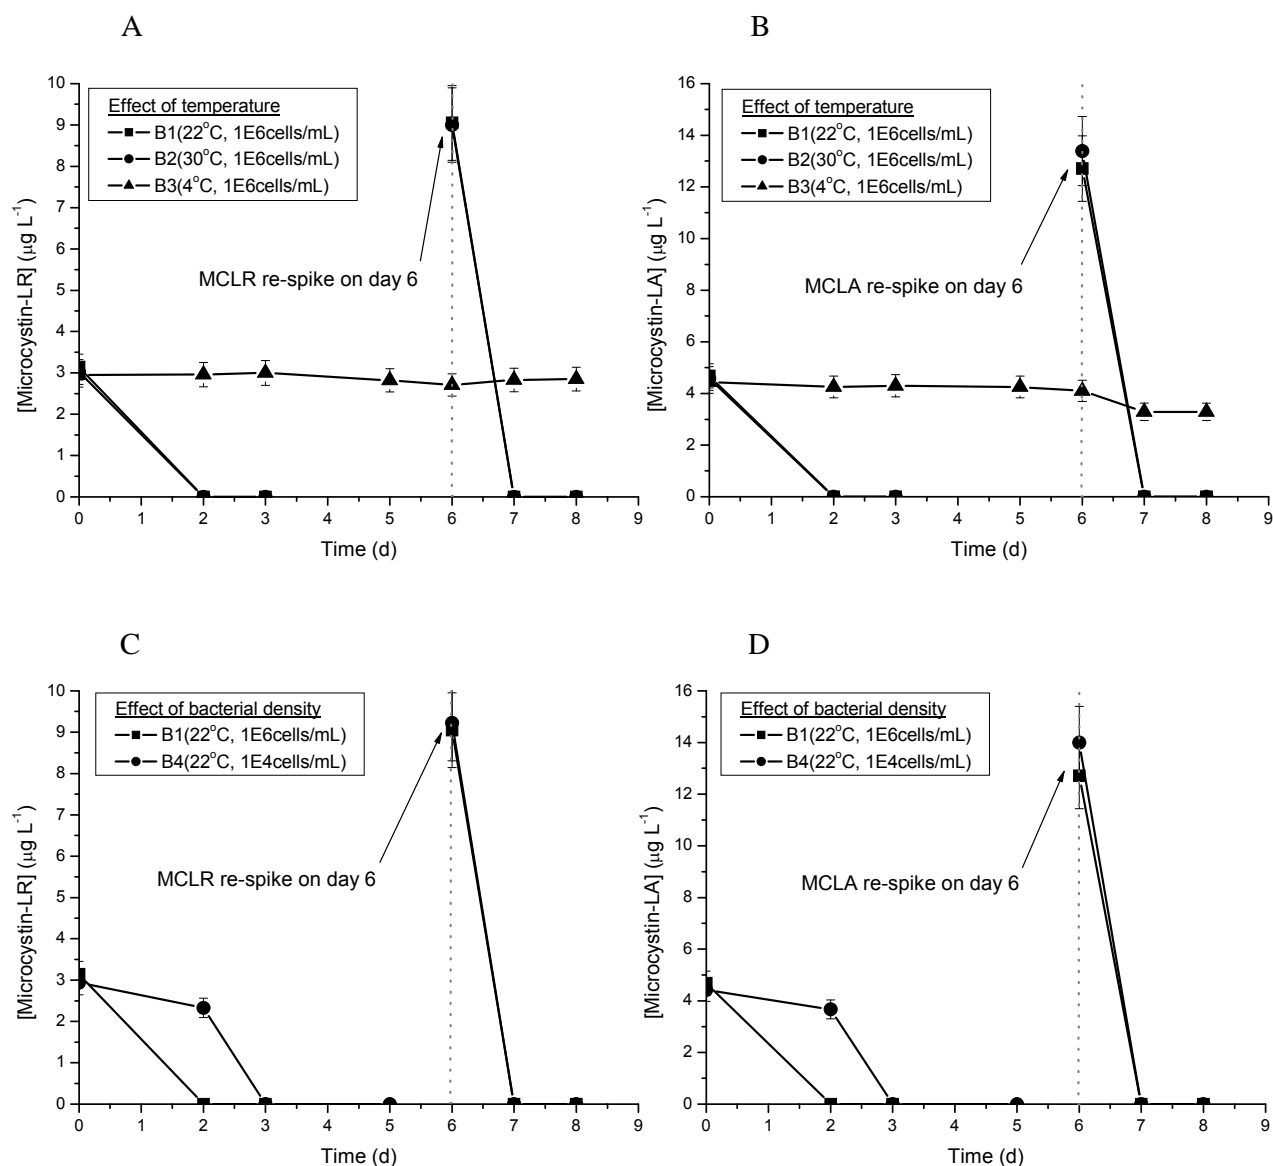 A
[Microcystin-LR] (μg L⁻¹)
10
9
8
7
6
5
4
3
2
1
0
Effect of temperature
B1(22°C, 1E6cells/mL)
B2(30°C, 1E6cells/mL)
B3(4°C, 1E6cells/mL)
MCLR re-spike on day 6
0 1 2 3 5 6 7 8 9
Time (d)
B
[Microcystin-LA] (μg L⁻¹)
16
14
12
10
8
6
4
2
0
Effect of temperature
B1(22°C, 1E6cells/mL)
B2(30°C, 1E6cells/mL)
B3(4°C, 1E6cells/mL)
MCLA re-spike on day 6
0 1 2 3 5 6 7 8 9
Time (d)
C
[Microcystin-LR] (μg L⁻¹)
10
9
8
7
6
5
4
3
2
1
0
Effect of bacterial density
B1(22°C, 1E6cells/mL)
B4(22°C, 1E4cells/mL)
MCLR re-spike on day 6
0 1 2 3 5 6 7 8 9
Time (d)
D
[Microcystin-LA] (μg L⁻¹)
16
14
12
10
8
6
4
2
0
Effect of bacterial density
B1(22°C, 1E6cells/mL)
B4(22°C, 1E4cells/mL)
MCLA re-spike on day 6
0 1 2 3 5 6 7 8 9
Time (d)